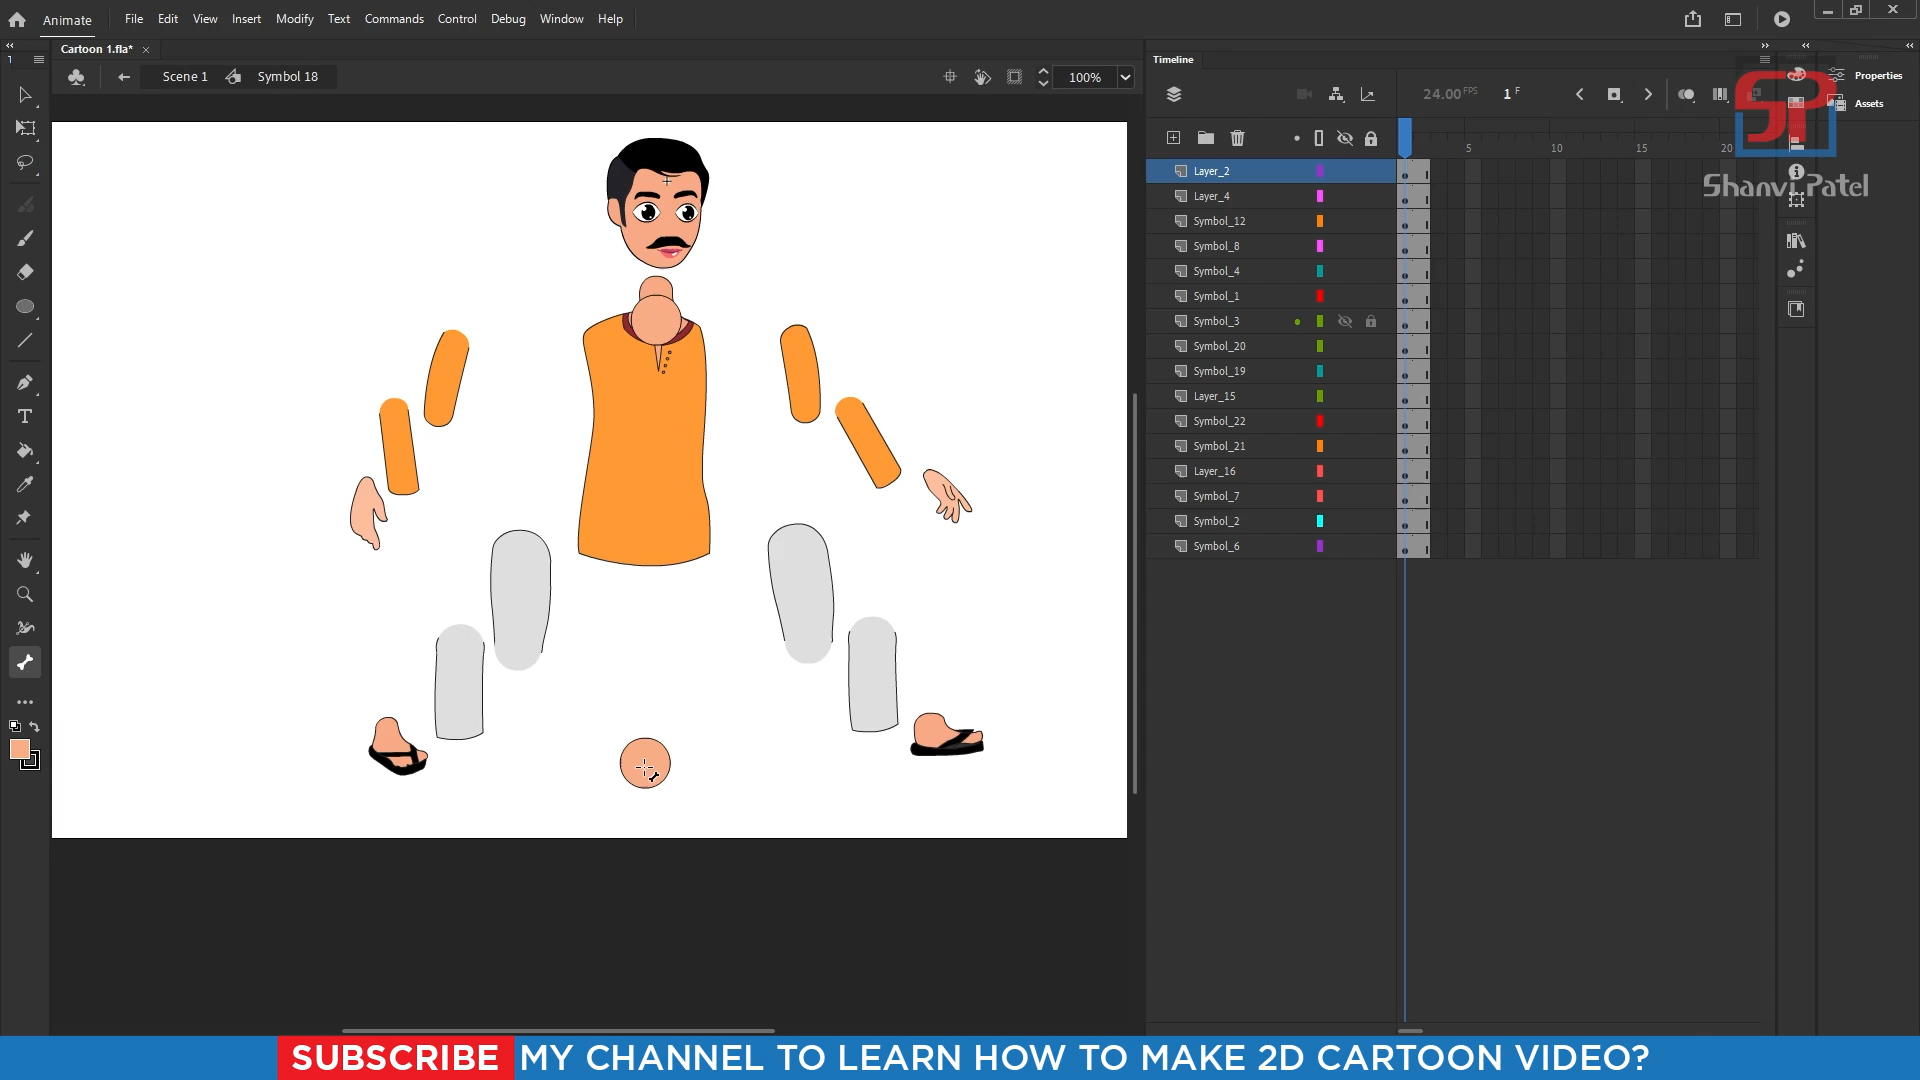 Animate
File Edit View Insert Modify Text Commands Control Debug Window Help
Cartoon 1.fla*
Scene 1 Symbol 18
100%
Timeline
24.00 FPS 1 F
5 10 15 20
Layer_2
Layer_4
Symbol_12
Symbol_8
Symbol_4
Symbol_1
Symbol_3
Symbol_20
Symbol_19
Layer_15
Symbol_22
Symbol_21
Layer_16
Symbol_7
Symbol_2
Symbol_6
Properties
Assets
Shanvi Patel
SUBSCRIBE MY CHANNEL TO LEARN HOW TO MAKE 2D CARTOON VIDEO?